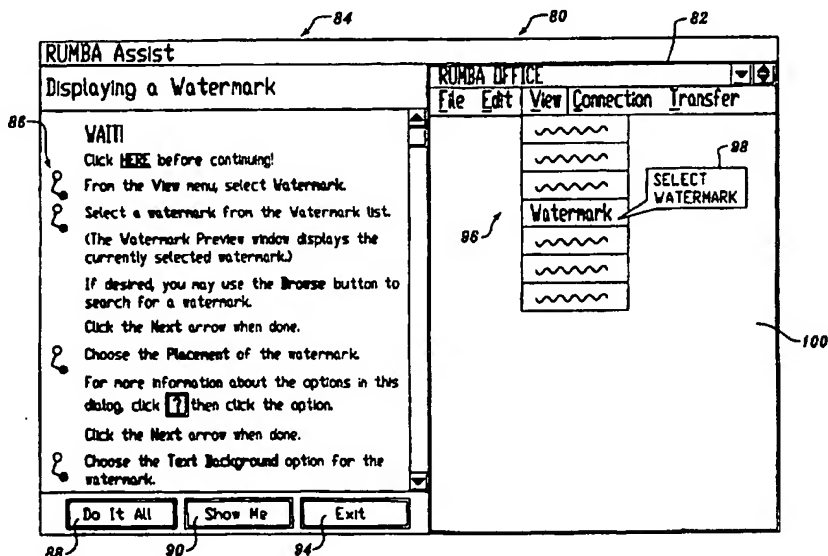 84
80
82
RUMBA Assist
Displaying a Watermark
86
WAIT!
Click HERE before continuing!
From the View menu, select Watermark.
Select a watermark from the Watermark list.
(The Watermark Preview window displays the
currently selected watermark.)
If desired, you may use the Browse button to
search for a watermark.
Click the Next arrow when done.
Choose the Placement of the watermark.
For more information about the options in this
dialog, click ? then click the option.
Click the Next arrow when done.
Choose the Text Background option for the
watermark.
Do It All
Show Me
Exit
88
90
94
RUMBA OFFICE
File Edit View Connection Transfer
98
SELECT
WATERMARK
Watermark
96
100